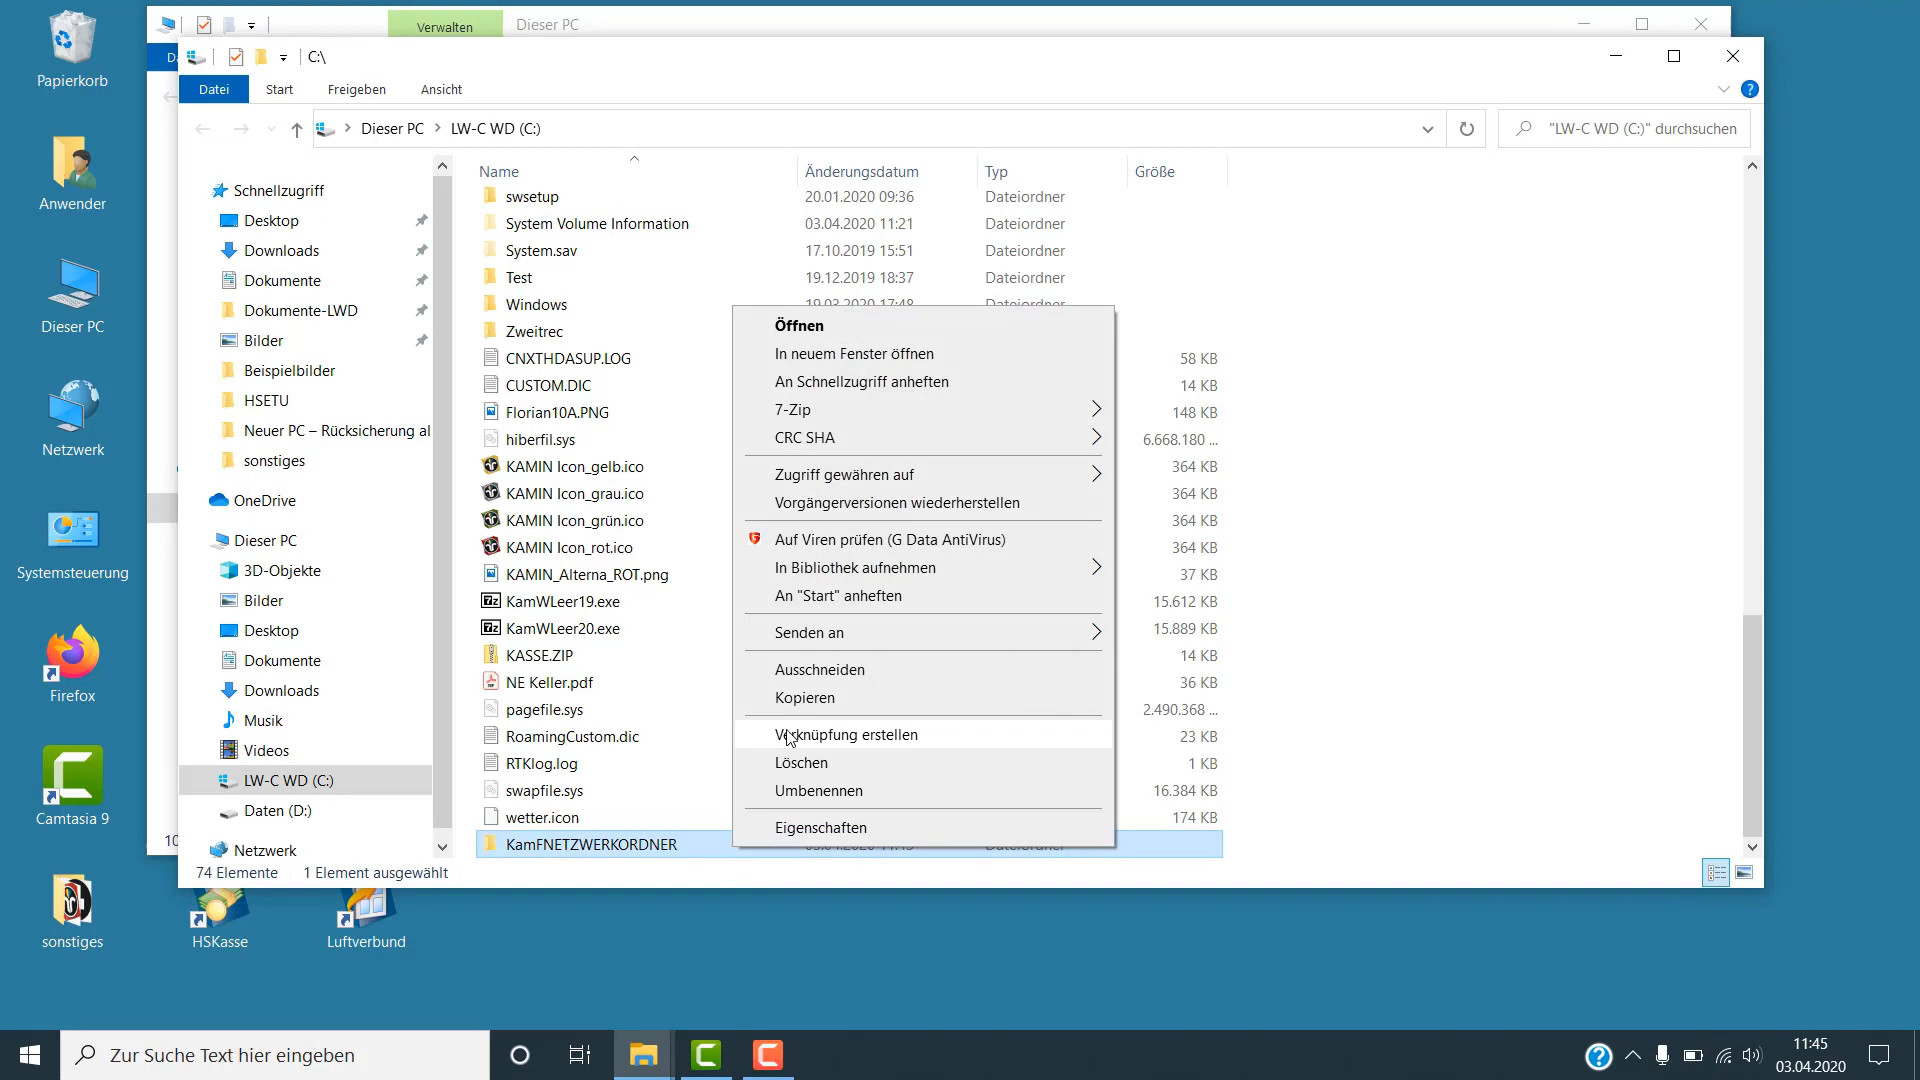 Papierkorb
Anwender
Dieser PC
Netzwerk
Systemsteuerung
Firefox
Camtasia 9
sonstiges
HSKasse
Luftverbund
Verwalten
Dieser PC
C:\
Datei
Start
Freigeben
Ansicht
Dieser PC
LW-C WD (C:)
"LW-C WD (C:)" durchsuchen
Schnellzugriff
Desktop
Downloads
Dokumente
Dokumente-LWD
Bilder
Beispielbilder
HSETU
Neuer PC – Rücksicherung al
sonstiges
OneDrive
Dieser PC
3D-Objekte
Bilder
Desktop
Dokumente
Downloads
Musik
Videos
LW-C WD (C:)
Daten (D:)
Netzwerk
Name Änderungsdatum Typ Größe
swsetup 20.01.2020 09:36 Dateiordner
System Volume Information 03.04.2020 11:21 Dateiordner
System.sav 17.10.2019 15:51 Dateiordner
Test 19.12.2019 18:37 Dateiordner
Windows 19.03.2020 17:48 Dateiordner
Zweitrec
CNXTHDASUP.LOG 58 KB
CUSTOM.DIC 14 KB
Florian10A.PNG 148 KB
hiberfil.sys 6.668.180 ...
KAMIN Icon_gelb.ico 364 KB
KAMIN Icon_grau.ico 364 KB
KAMIN Icon_grün.ico 364 KB
KAMIN Icon_rot.ico 364 KB
KAMIN_Alterna_ROT.png 37 KB
KamWLeer19.exe 15.612 KB
KamWLeer20.exe 15.889 KB
KASSE.ZIP 14 KB
NE Keller.pdf 36 KB
pagefile.sys 2.490.368 ...
RoamingCustom.dic 23 KB
RTKlog.log 1 KB
swapfile.sys 16.384 KB
wetter.icon 174 KB
KamFNETZWERKORDNER
Öffnen
In neuem Fenster öffnen
An Schnellzugriff anheften
7-Zip
CRC SHA
Zugriff gewähren auf
Vorgängerversionen wiederherstellen
Auf Viren prüfen (G Data AntiVirus)
In Bibliothek aufnehmen
An "Start" anheften
Senden an
Ausschneiden
Kopieren
Verknüpfung erstellen
Löschen
Umbenennen
Eigenschaften
74 Elemente 1 Element ausgewählt
Zur Suche Text hier eingeben
11:45
03.04.2020